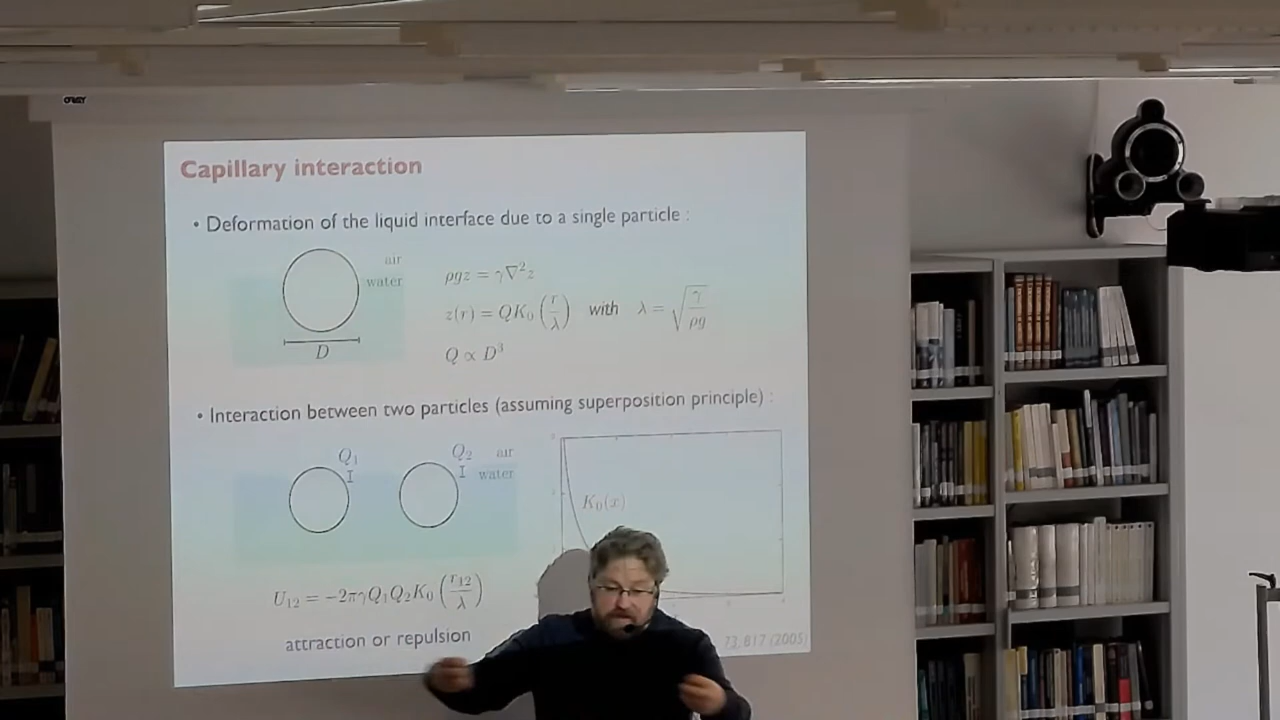 Capillary interaction
• Deformation of the liquid interface due to a single particle :
air
water
ρgz = γ∇²z
z(r) = QK₀ (r/λ) with λ = √(γ/ρg)
D
Q ∝ D³
• Interaction between two particles (assuming superposition principle) :
Q₁
Q₂
air
water
K₀(x)
U₁₂ = −2πγQ₁Q₂K₀ (r₁₂/λ)
attraction or repulsion
73, 817 (2005)